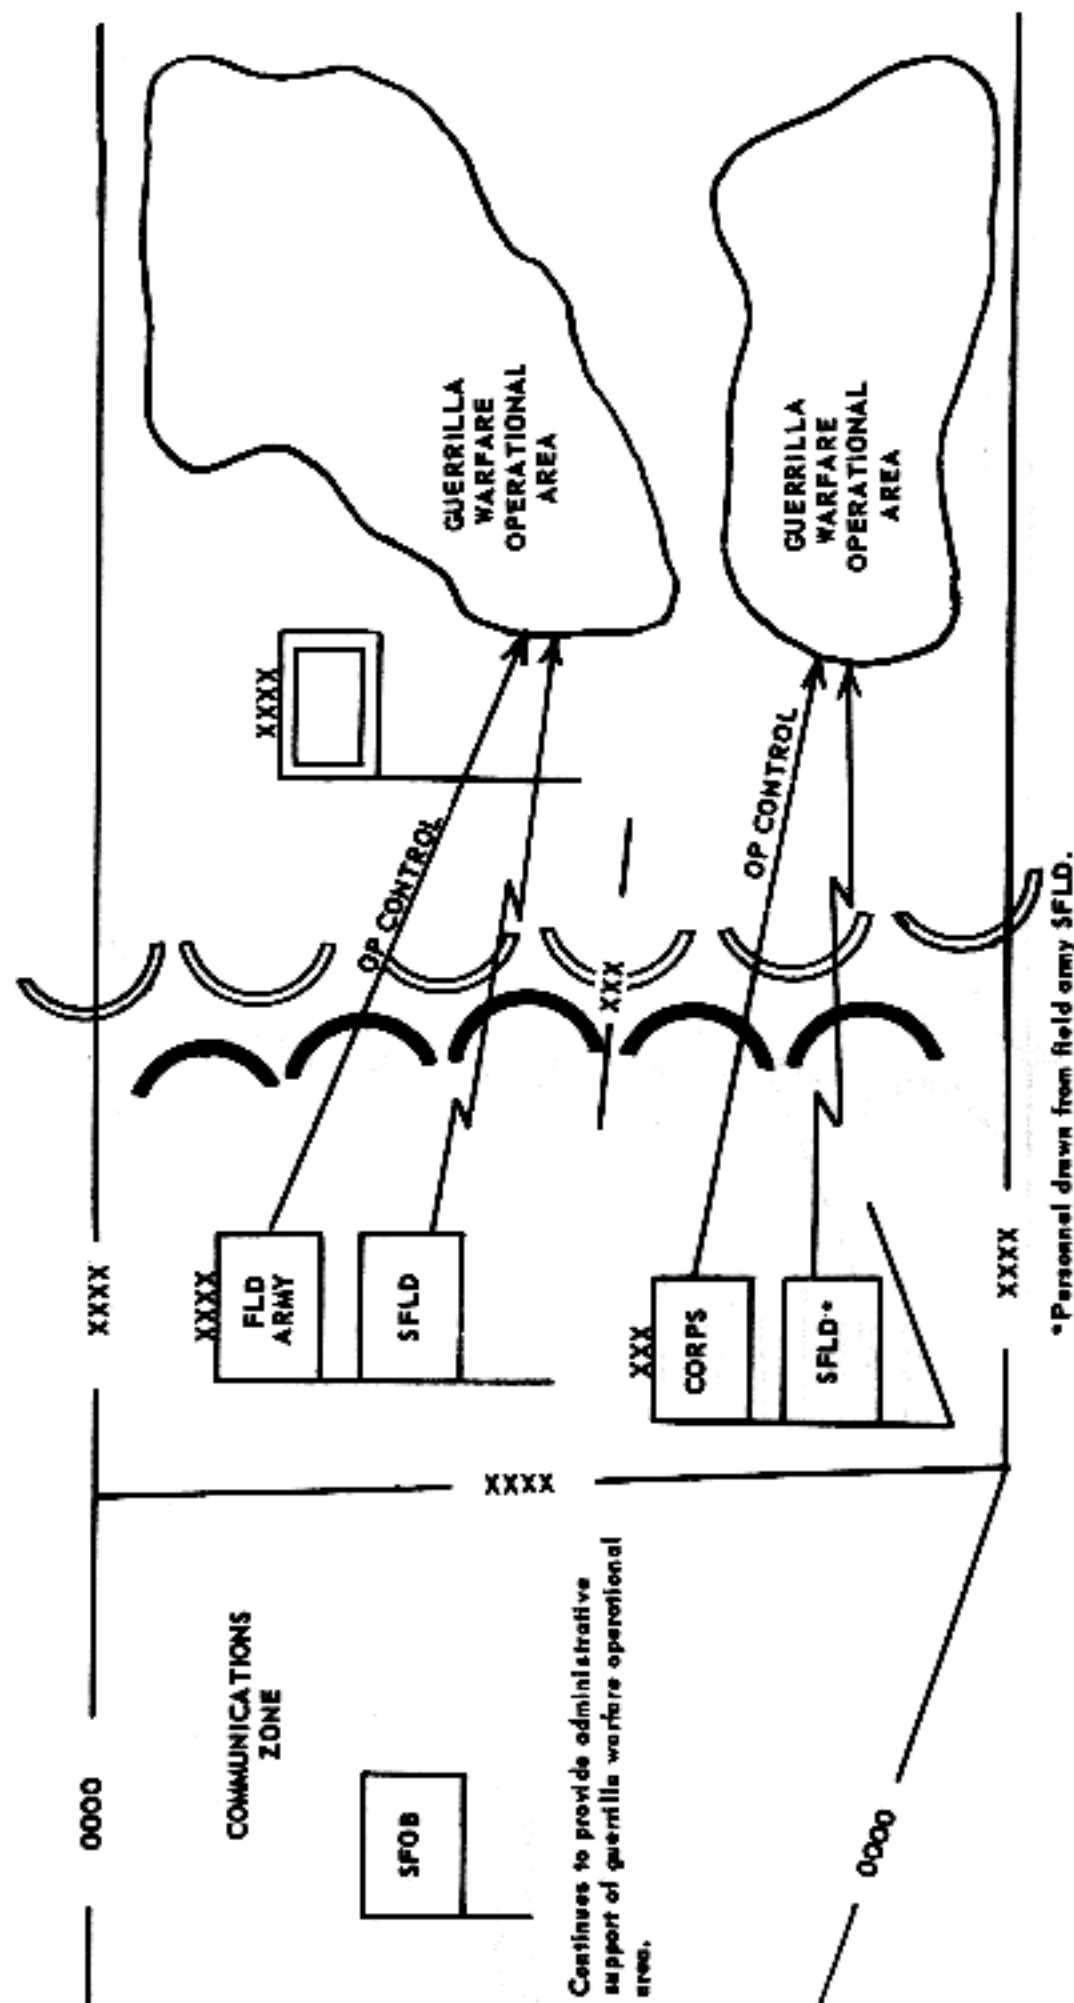 0000
XXXX
COMMUNICATIONS
ZONE
SFOB
Continues to provide administrative
support of guerrilla warfare operational
area.
0000
XXXX
XXXX
FLD
ARMY
SFLD
XXX
CORPS
SFLD*
XXX
OP CONTROL
OP CONTROL
XXXX
GUERRILLA
WARFARE
OPERATIONAL
AREA
GUERRILLA
WARFARE
OPERATIONAL
AREA
XXXX
*Personnel drawn from field army SFLD.